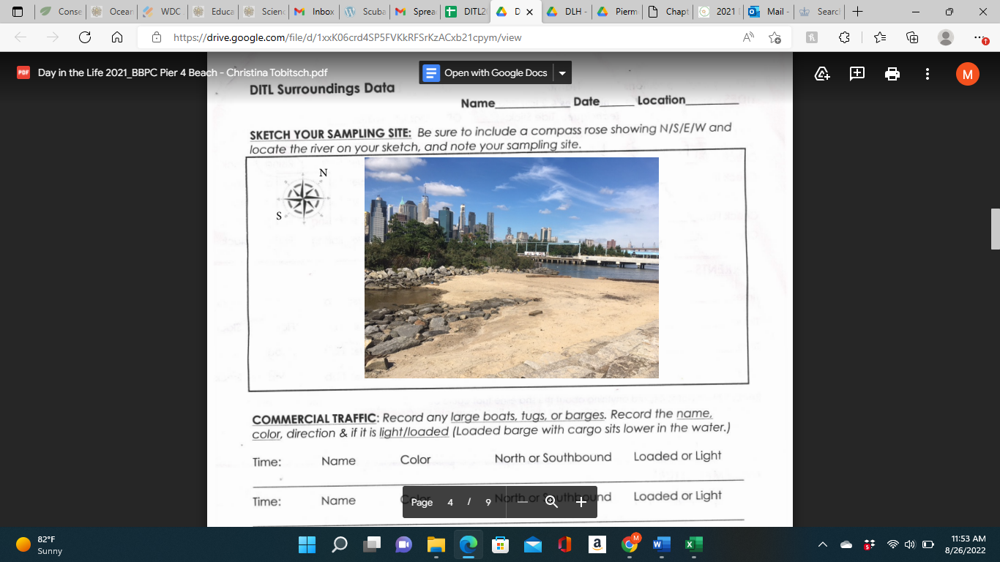 Conse
Ocean
WDC
Educa
Scienc
Inbox
Scuba
Sprea
DITL2
D
DLH -
Pierm
Chapt
2021
Mail -
Searc
https://drive.google.com/file/d/1xxK06crd4SP5FVKkRFSrKzACxb21cpym/view
PDF Day in the Life 2021_BBPC Pier 4 Beach - Christina Tobitsch.pdf
Open with Google Docs
M
DITL Surroundings Data
Name____________ Date_____ Location________
SKETCH YOUR SAMPLING SITE: Be sure to include a compass rose showing N/S/E/W and
locate the river on your sketch, and note your sampling site.
N
S
COMMERCIAL TRAFFIC: Record any large boats, tugs, or barges. Record the name,
color, direction & if it is light/loaded (Loaded barge with cargo sits lower in the water.)
Time: Name Color North or Southbound Loaded or Light
Time: Name Color North or Southbound Loaded or Light
Page 4 / 9
82°F
Sunny
11:53 AM
8/26/2022